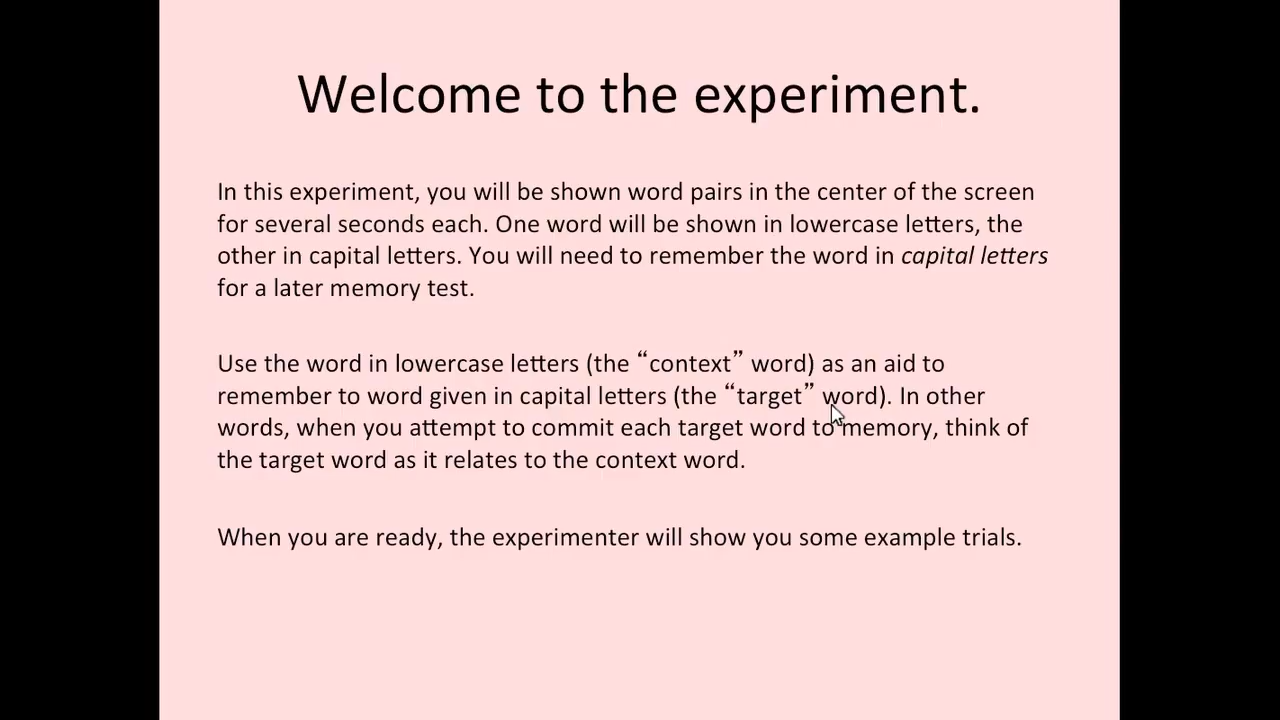 Welcome to the experiment.
In this experiment, you will be shown word pairs in the center of the screen
for several seconds each. One word will be shown in lowercase letters, the
other in capital letters. You will need to remember the word in capital letters
for a later memory test.
Use the word in lowercase letters (the “context” word) as an aid to
remember to word given in capital letters (the “target” word). In other
words, when you attempt to commit each target word to memory, think of
the target word as it relates to the context word.
When you are ready, the experimenter will show you some example trials.